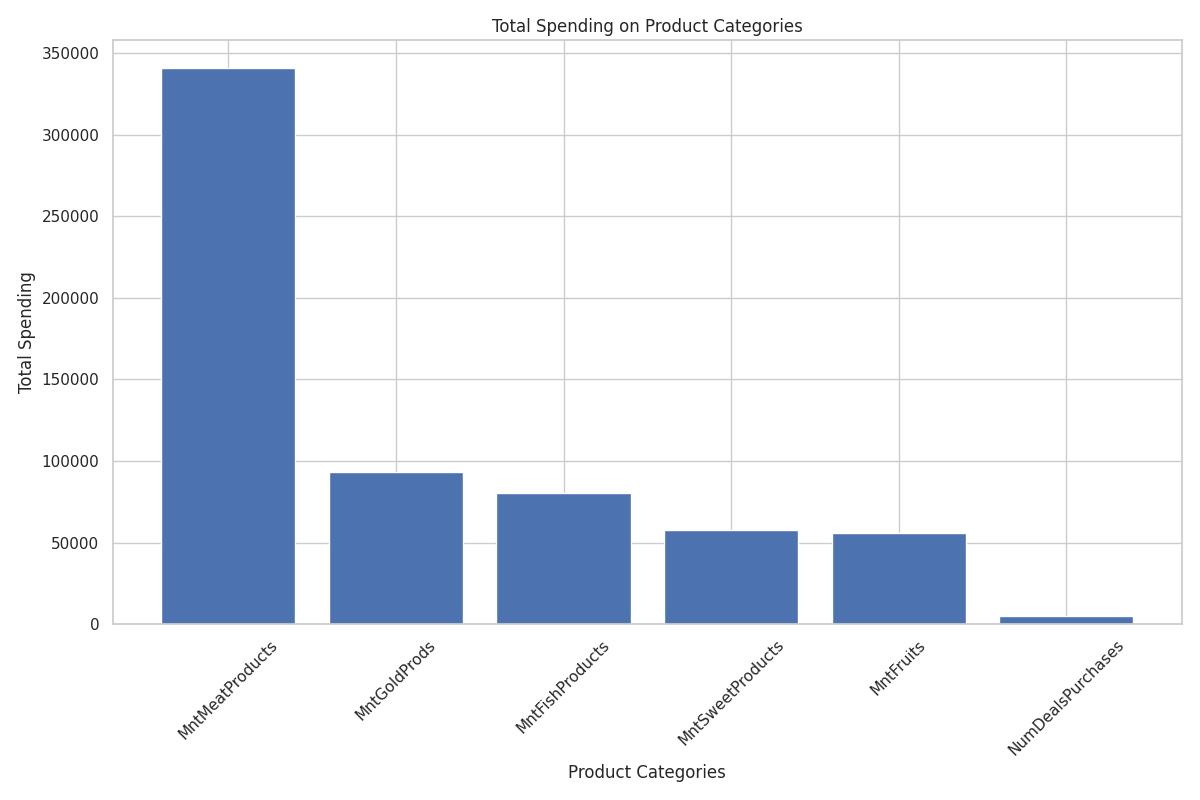 Total Spending on Product Categories
350000
300000
250000
200000
150000
100000
50000
0
Total Spending
MntMeatProducts
MntGoldProds
MntFishProducts
MntSweetProducts
MntFruits
NumDealsPurchases
Product Categories